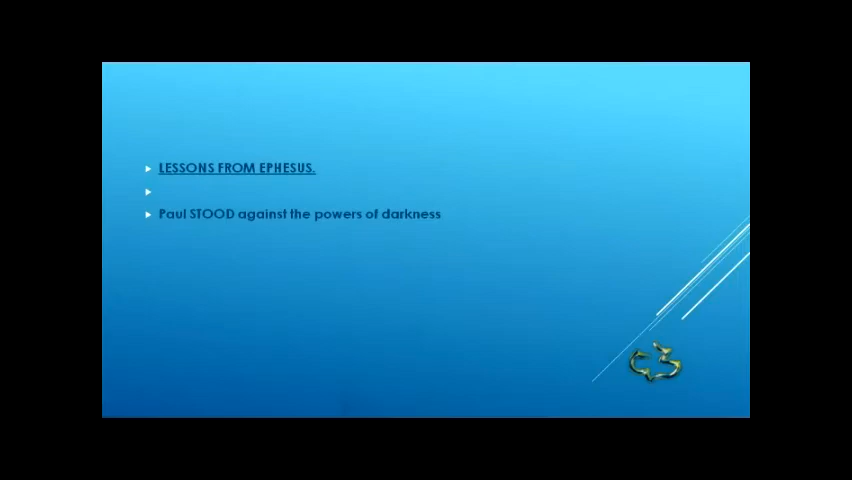 LESSONS FROM EPHESUS.
Paul STOOD against the powers of darkness